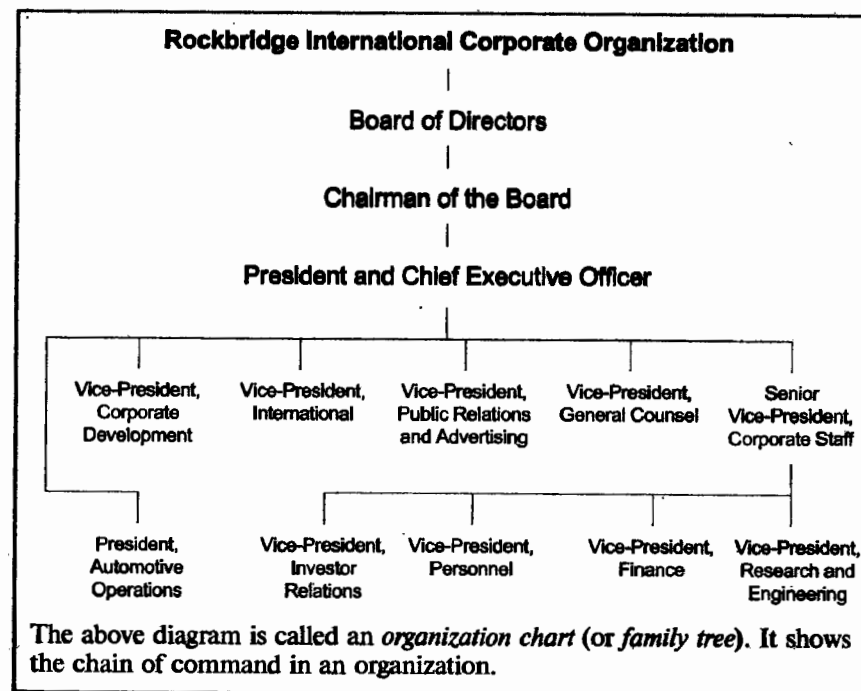 Rockbridge International Corporate Organization
Board of Directors
Chairman of the Board
President and Chief Executive Officer
Vice-President,
Corporate
Development
Vice-President,
International
Vice-President,
Public Relations
and Advertising
Vice-President,
General Counsel
Senior
Vice-President,
Corporate Staff
President,
Automotive
Operations
Vice-President,
Investor
Relations
Vice-President,
Personnel
Vice-President,
Finance
Vice-President,
Research and
Engineering
The above diagram is called an organization chart (or family tree). It shows
the chain of command in an organization.